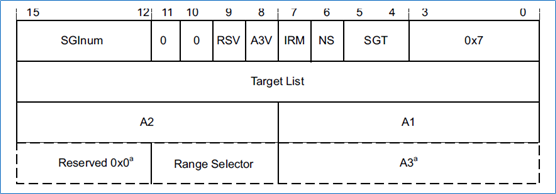 15 12 11 10 9 8 7 6 5 4 3 0
SGInum 0 0 RSV A3V IRM NS SGT 0x7
Target List
A2 A1
Reserved 0x0a Range Selector A3a